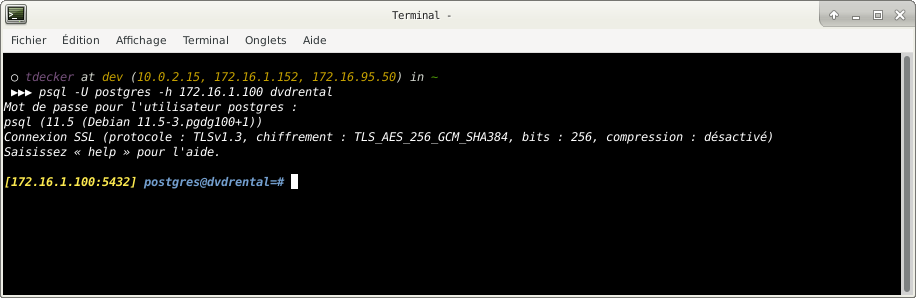 Terminal -
Fichier Édition Affichage Terminal Onglets Aide
○ tdecker at dev (10.0.2.15, 172.16.1.152, 172.16.95.50) in ~
▶▶▶ psql -U postgres -h 172.16.1.100 dvdrental
Mot de passe pour l'utilisateur postgres :
psql (11.5 (Debian 11.5-3.pgdg100+1))
Connexion SSL (protocole : TLSv1.3, chiffrement : TLS_AES_256_GCM_SHA384, bits : 256, compression : désactivé)
Saisissez « help » pour l'aide.
[172.16.1.100:5432] postgres@dvdrental=#